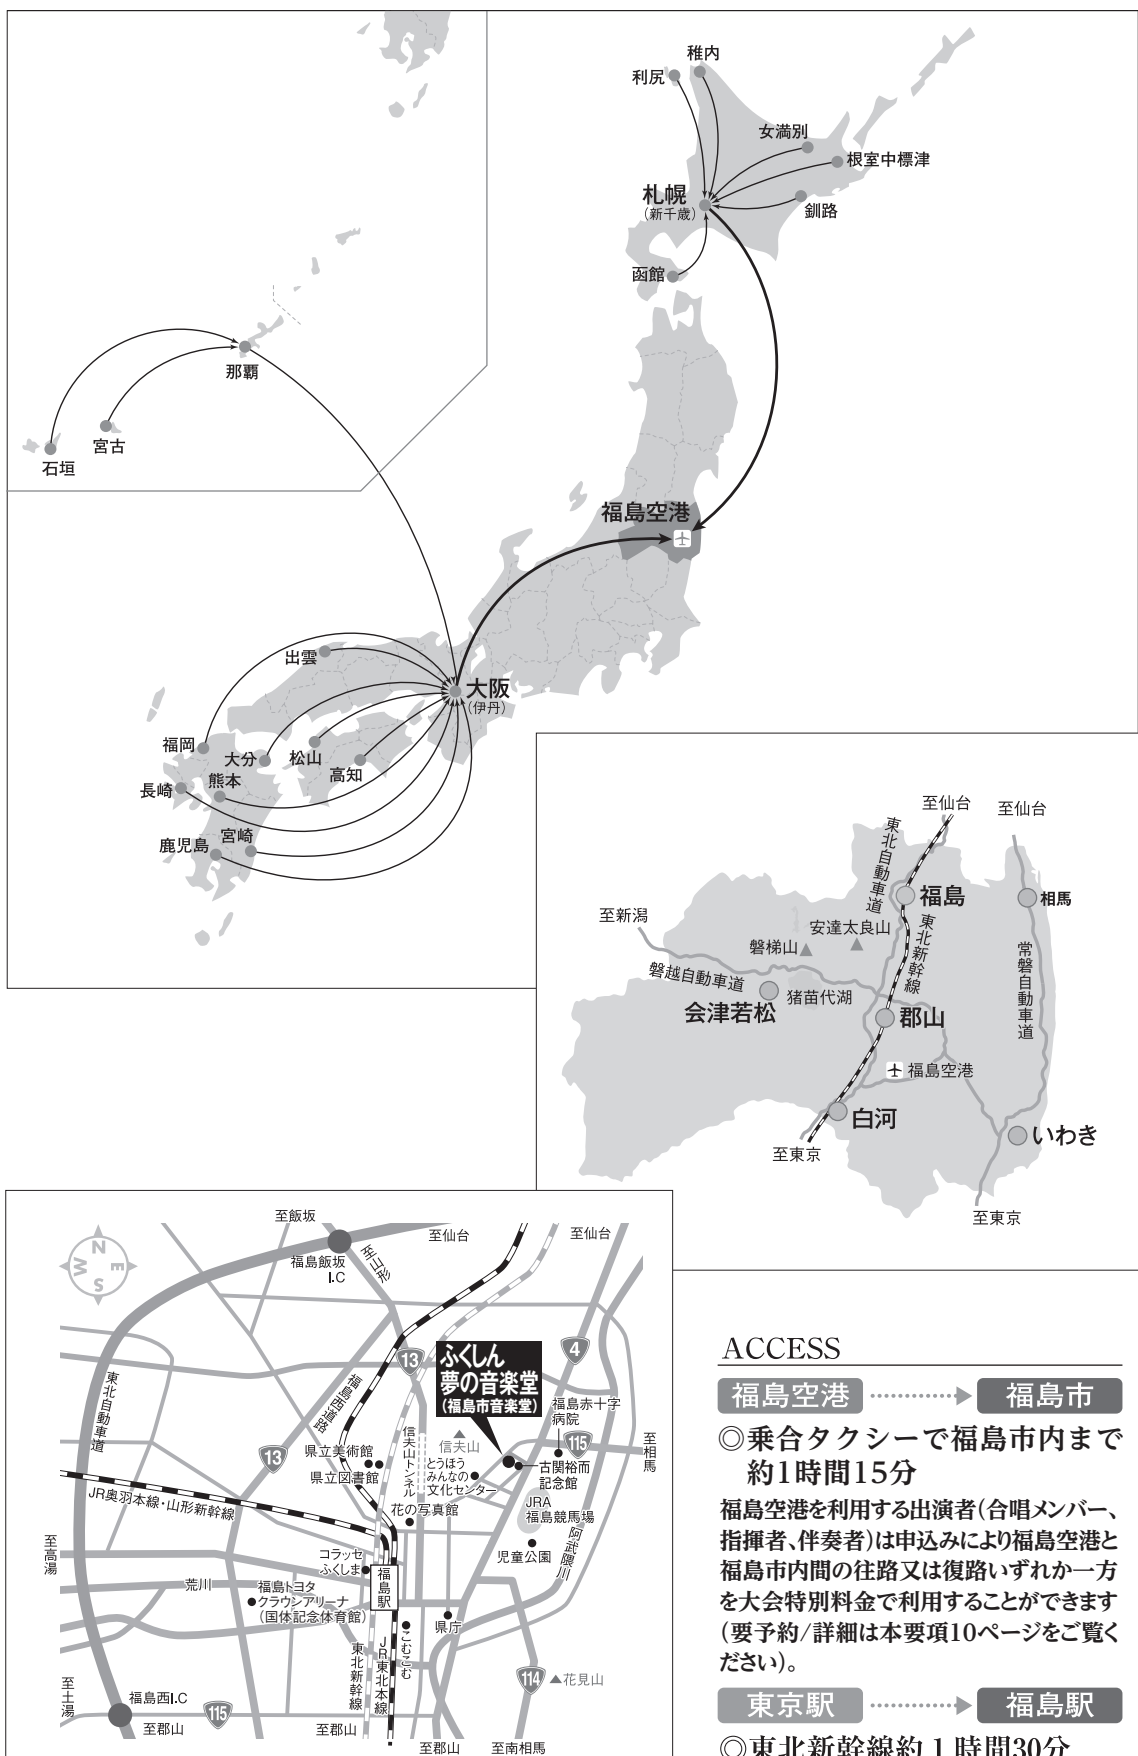 稚内
利尻
女満別
根室中標津
札幌
(新千歳)
釧路
函館
那覇
宮古
石垣
福島空港
出雲
大阪
(伊丹)
福岡
大分
松山
高知
熊本
長崎
宮崎
鹿児島
至仙台
至仙台
東北自動車道
福島
相馬
至新潟
安達太良山
磐梯山
東北新幹線
磐越自動車道
猪苗代湖
会津若松
郡山
常磐自動車道
福島空港
白河
いわき
至東京
至東京
至飯坂
至仙台
至仙台
N
E
S
W
福島飯坂
I.C
至山形
4
13
ふくしん
夢の音楽堂
(福島市音楽堂)
東北自動車道
福島西道路
福島赤十字
病院
信夫山トンネル
信夫山
115
至相馬
13
県立美術館
県立図書館
とうほう
みんなの
文化センター
古関裕而
記念館
JR奥羽本線・山形新幹線
花の写真館
JRA
福島競馬場
阿武隈川
児童公園
至高湯
コラッセ
ふくしま
福島駅
荒川
福島トヨタ
クラウンアリーナ
(国体記念体育館)
県庁
こむこむ
東北新幹線
JR東北本線
114
花見山
至土湯
福島西I.C
115
至郡山
至郡山
至郡山
至南相馬
ACCESS
福島空港 福島市
◎乗合タクシーで福島市内まで
約1時間15分
福島空港を利用する出演者(合唱メンバー、
指揮者、伴奏者)は申込みにより福島空港と
福島市内間の往路又は復路いずれか一方
を大会特別料金で利用することができます
(要予約/詳細は本要項10ページをご覧く
ださい)。
東京駅 福島駅
◎東北新幹線約1時間30分